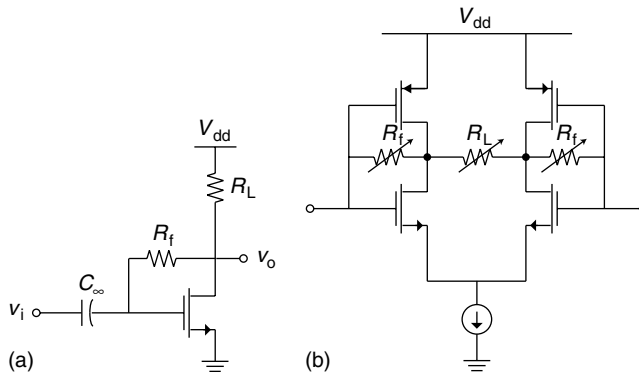 V_dd
R_L
R_f
v_o
C_∞
v_i
(a)
V_dd
R_f
R_L
R_f
(b)